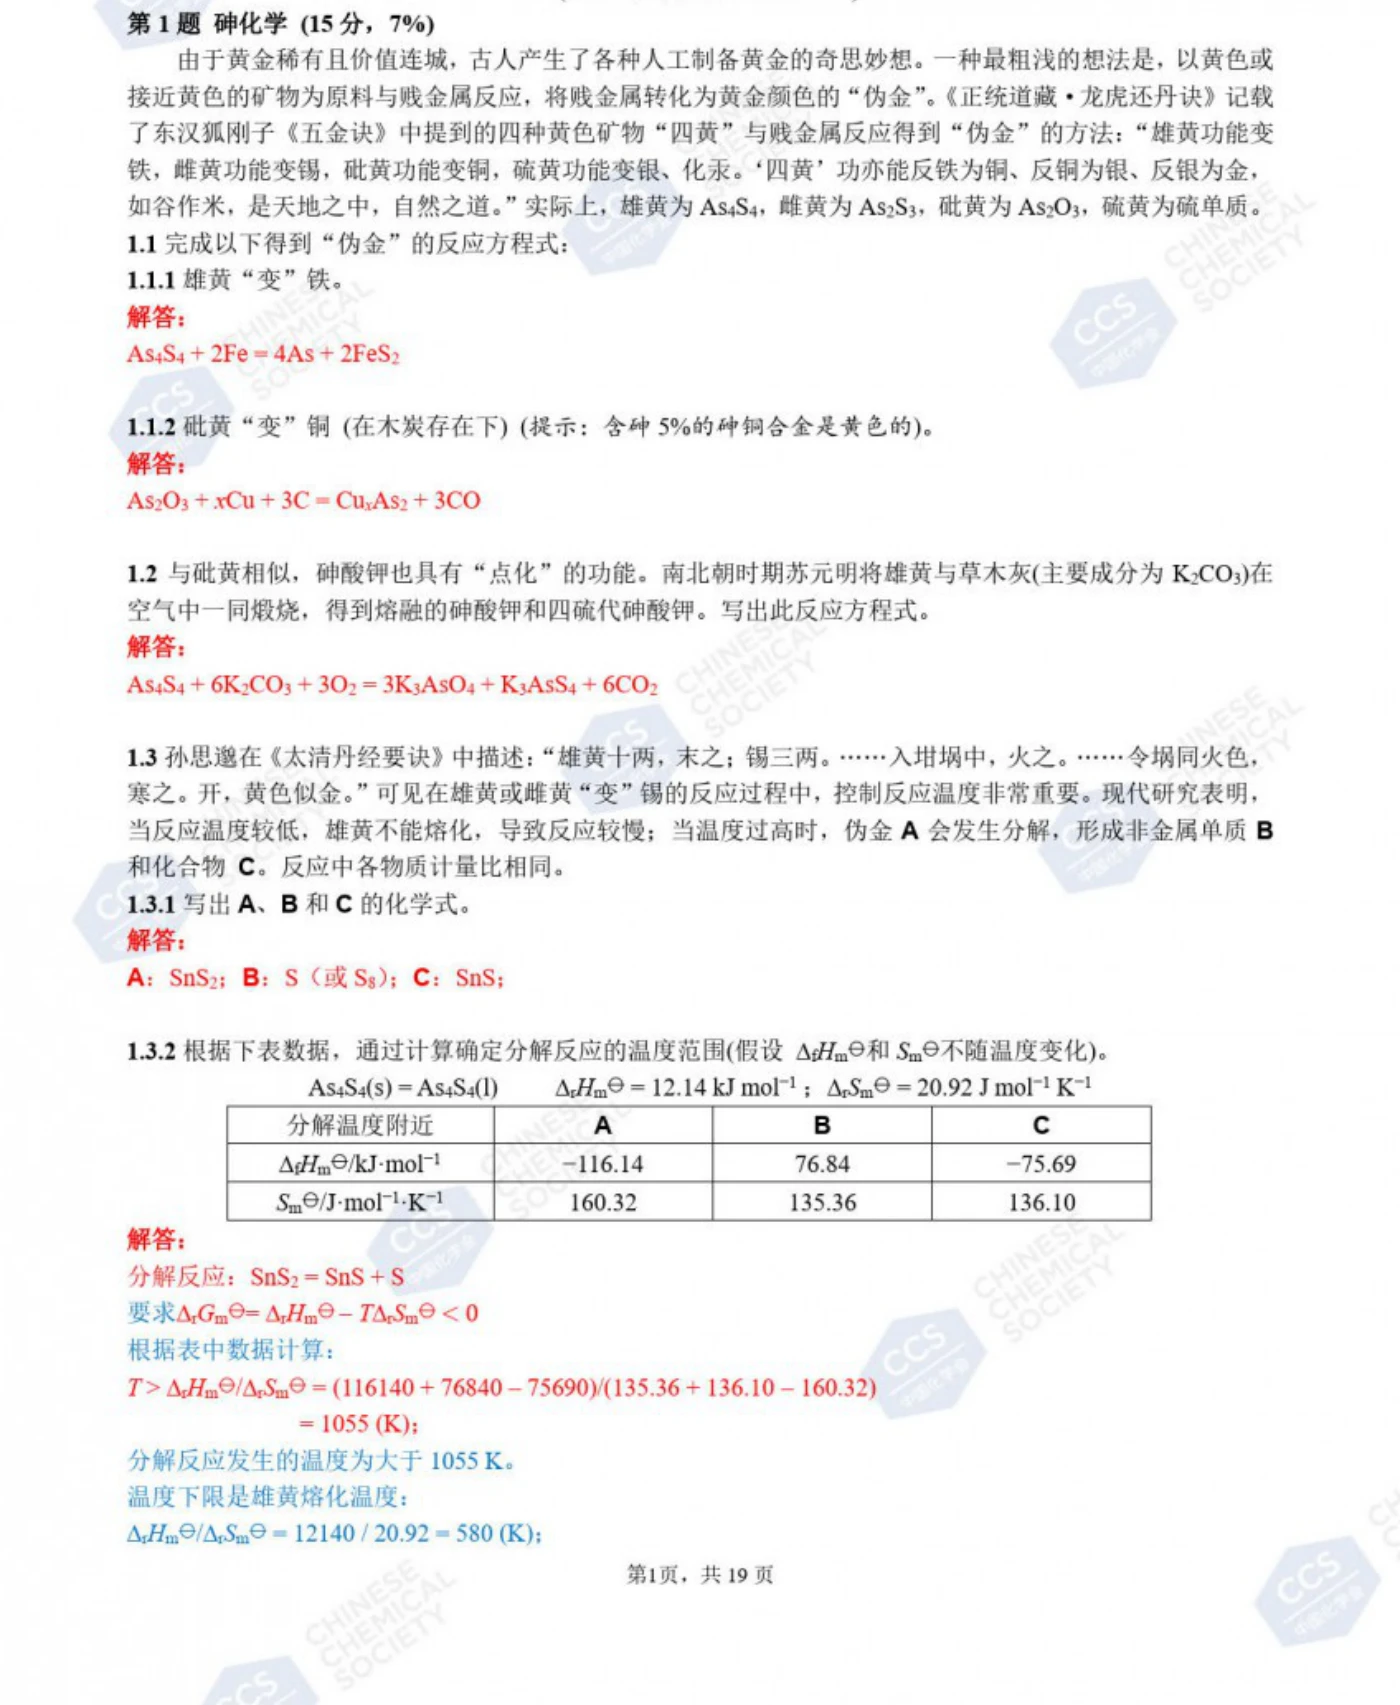 第 1 题 砷化学 (15 分，7%)
由于黄金稀有且价值连城，古人产生了各种人工制备黄金的奇思妙想。一种最粗浅的想法是，以黄色或
接近黄色的矿物为原料与贱金属反应，将贱金属转化为黄金颜色的“伪金”。《正统道藏•龙虎还丹诀》记载
了东汉狐刚子《五金诀》中提到的四种黄色矿物“四黄”与贱金属反应得到“伪金”的方法：“雄黄功能变
铁，雌黄功能变锡，砒黄功能变铜，硫黄功能变银、化汞。‘四黄’功亦能反铁为铜、反铜为银、反银为金，
如谷作米，是天地之中，自然之道。”实际上，雄黄为 As₄S₄，雌黄为 As₂S₃，砒黄为 As₂O₃，硫黄为硫单质。
1.1 完成以下得到“伪金”的反应方程式：
1.1.1 雄黄“变”铁。
解答：
As₄S₄ + 2Fe = 4As + 2FeS₂
1.1.2 砒黄“变”铜 (在木炭存在下) (提示：含砷 5%的砷铜合金是黄色的)。
解答：
As₂O₃ + xCu + 3C = CuₓAs₂ + 3CO
1.2 与砒黄相似，砷酸钾也具有“点化”的功能。南北朝时期苏元明将雄黄与草木灰(主要成分为 K₂CO₃)在
空气中一同煅烧，得到熔融的砷酸钾和四硫代砷酸钾。写出此反应方程式。
解答：
As₄S₄ + 6K₂CO₃ + 3O₂ = 3K₃AsO₄ + K₃AsS₄ + 6CO₂
1.3 孙思邈在《太清丹经要诀》中描述：“雄黄十两，末之；锡三两。……入坩埚中，火之。……令埚同火色，
寒之。开，黄色似金。”可见在雄黄或雌黄“变”锡的反应过程中，控制反应温度非常重要。现代研究表明，
当反应温度较低，雄黄不能熔化，导致反应较慢；当温度过高时，伪金 A 会发生分解，形成非金属单质 B
和化合物 C。反应中各物质计量比相同。
1.3.1 写出 A、B 和 C 的化学式。
解答：
A：SnS₂；B：S（或 S₈）；C：SnS；
1.3.2 根据下表数据，通过计算确定分解反应的温度范围(假设 ΔfHm⊖和 Sm⊖不随温度变化)。
As₄S₄(s) = As₄S₄(l) ΔrHm⊖ = 12.14 kJ mol⁻¹；ΔrSm⊖ = 20.92 J mol⁻¹ K⁻¹
分解温度附近 A B C
ΔfHm⊖/kJ·mol⁻¹ −116.14 76.84 −75.69
Sm⊖/J·mol⁻¹·K⁻¹ 160.32 135.36 136.10
解答：
分解反应：SnS₂ = SnS + S
要求ΔrGm⊖= ΔrHm⊖ – TΔrSm⊖ < 0
根据表中数据计算：
T > ΔrHm⊖/ΔrSm⊖ = (116140 + 76840 – 75690)/(135.36 + 136.10 – 160.32)
= 1055 (K)；
分解反应发生的温度为大于 1055 K。
温度下限是雄黄熔化温度：
ΔrHm⊖/ΔrSm⊖ = 12140 / 20.92 = 580 (K)；
第1页，共 19 页